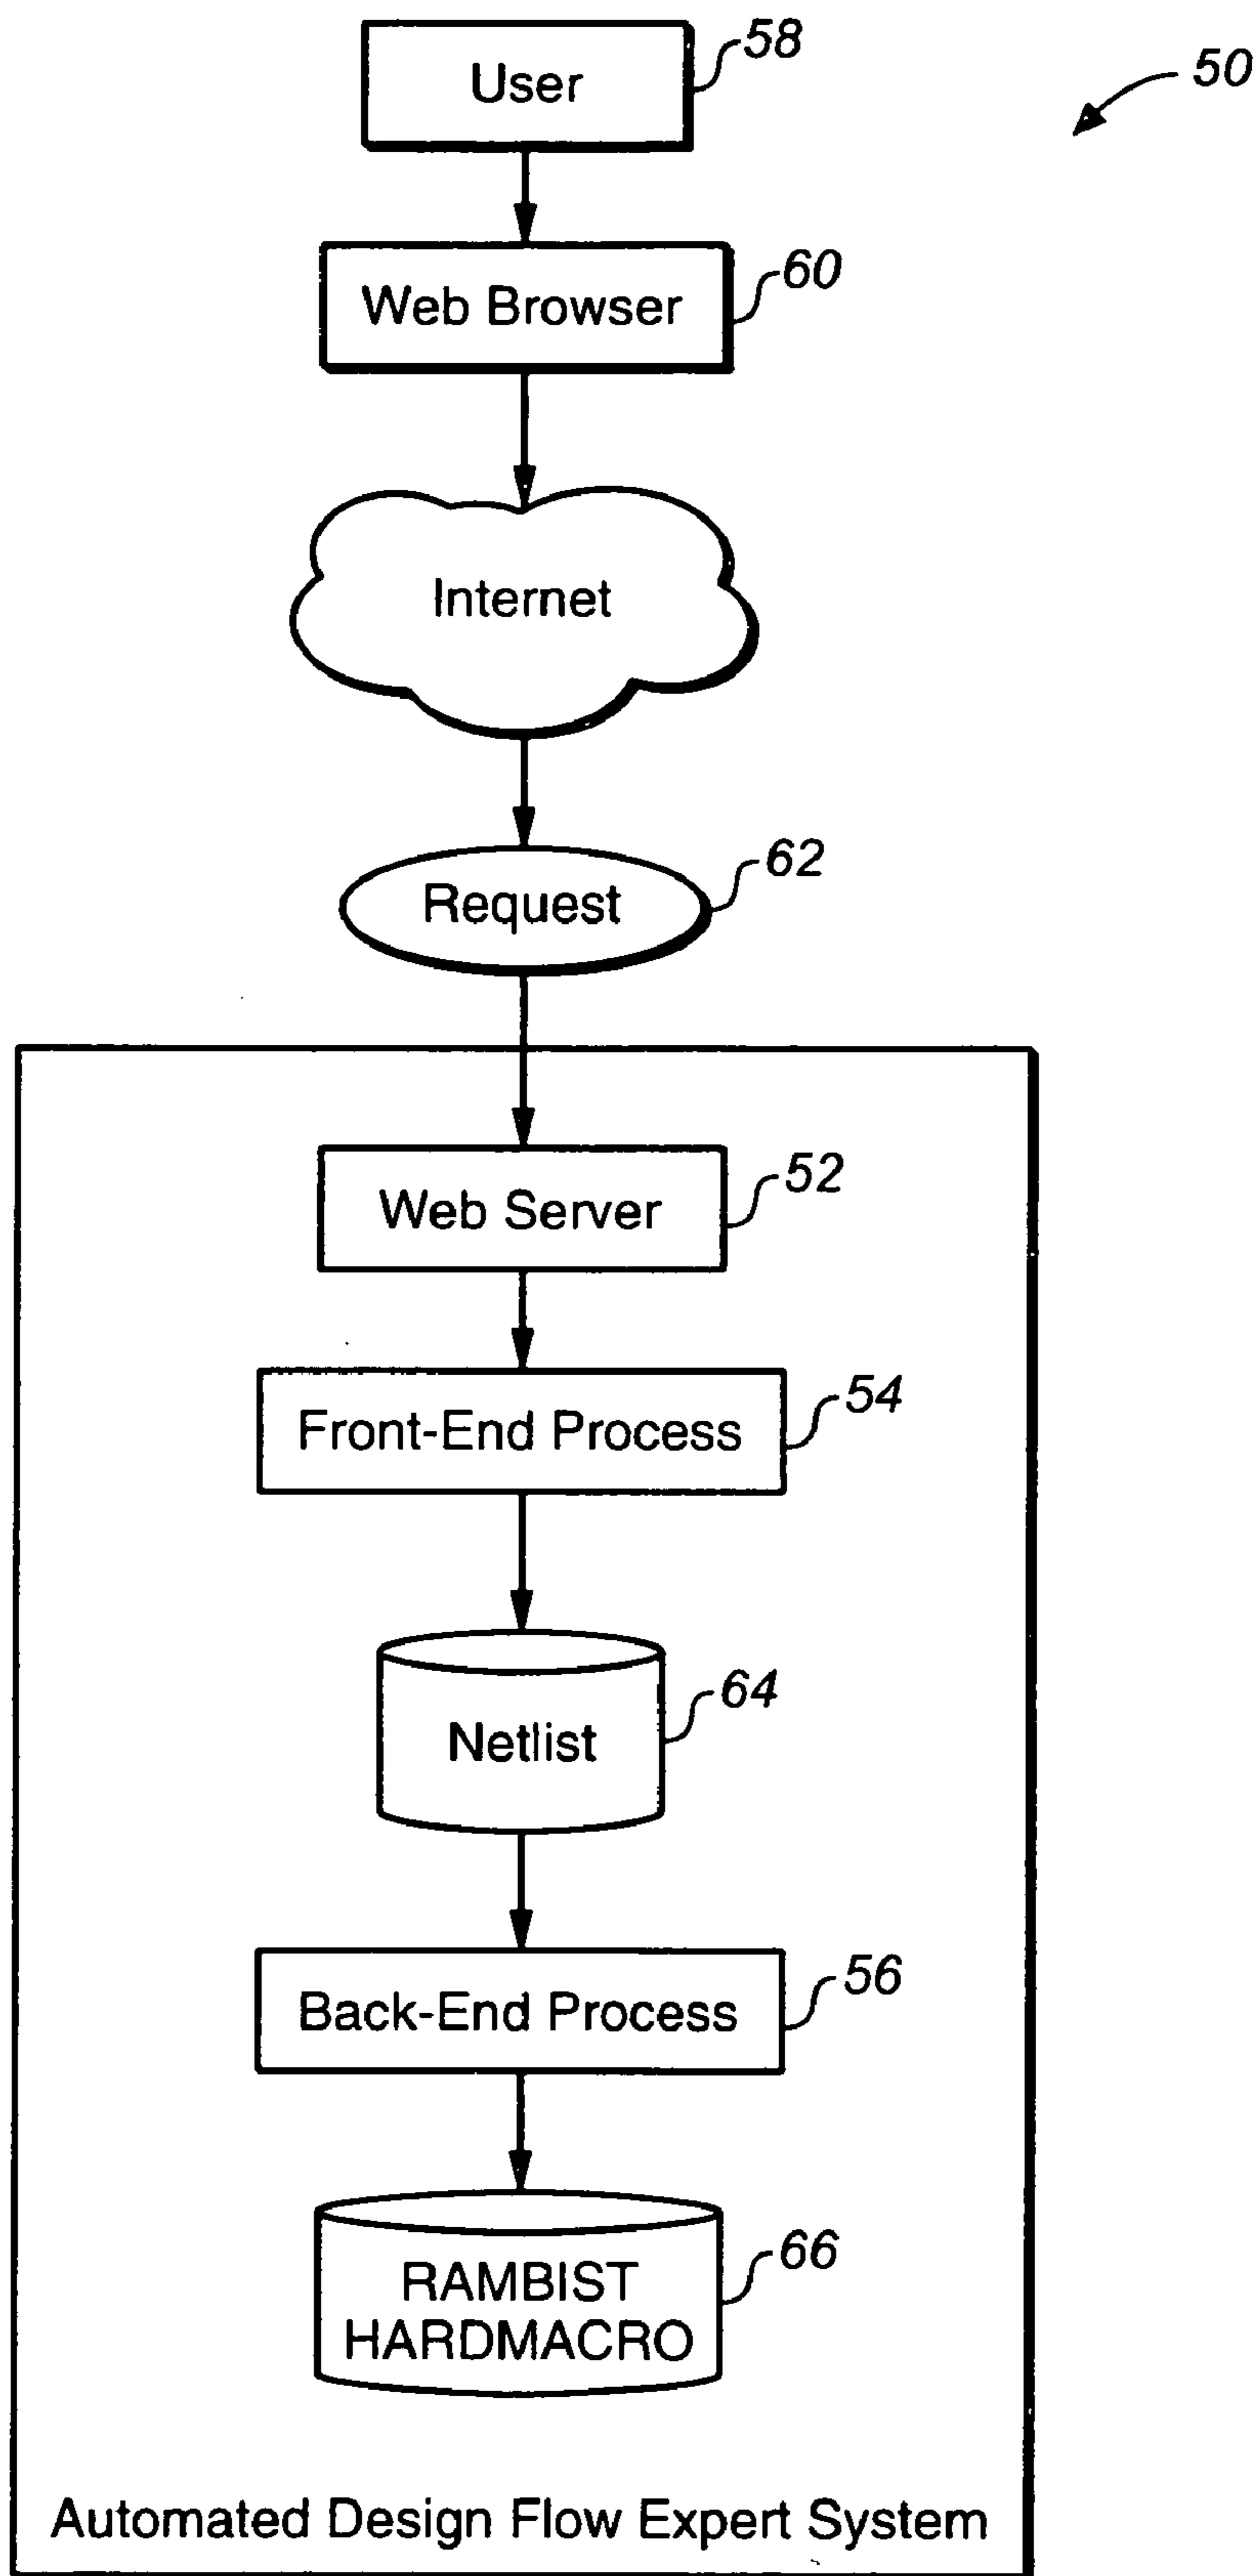 User
58
50
Web Browser
60
Internet
Request
62
Web Server
52
Front-End Process
54
Netlist
64
Back-End Process
56
RAMBIST
HARDMACRO
66
Automated Design Flow Expert System